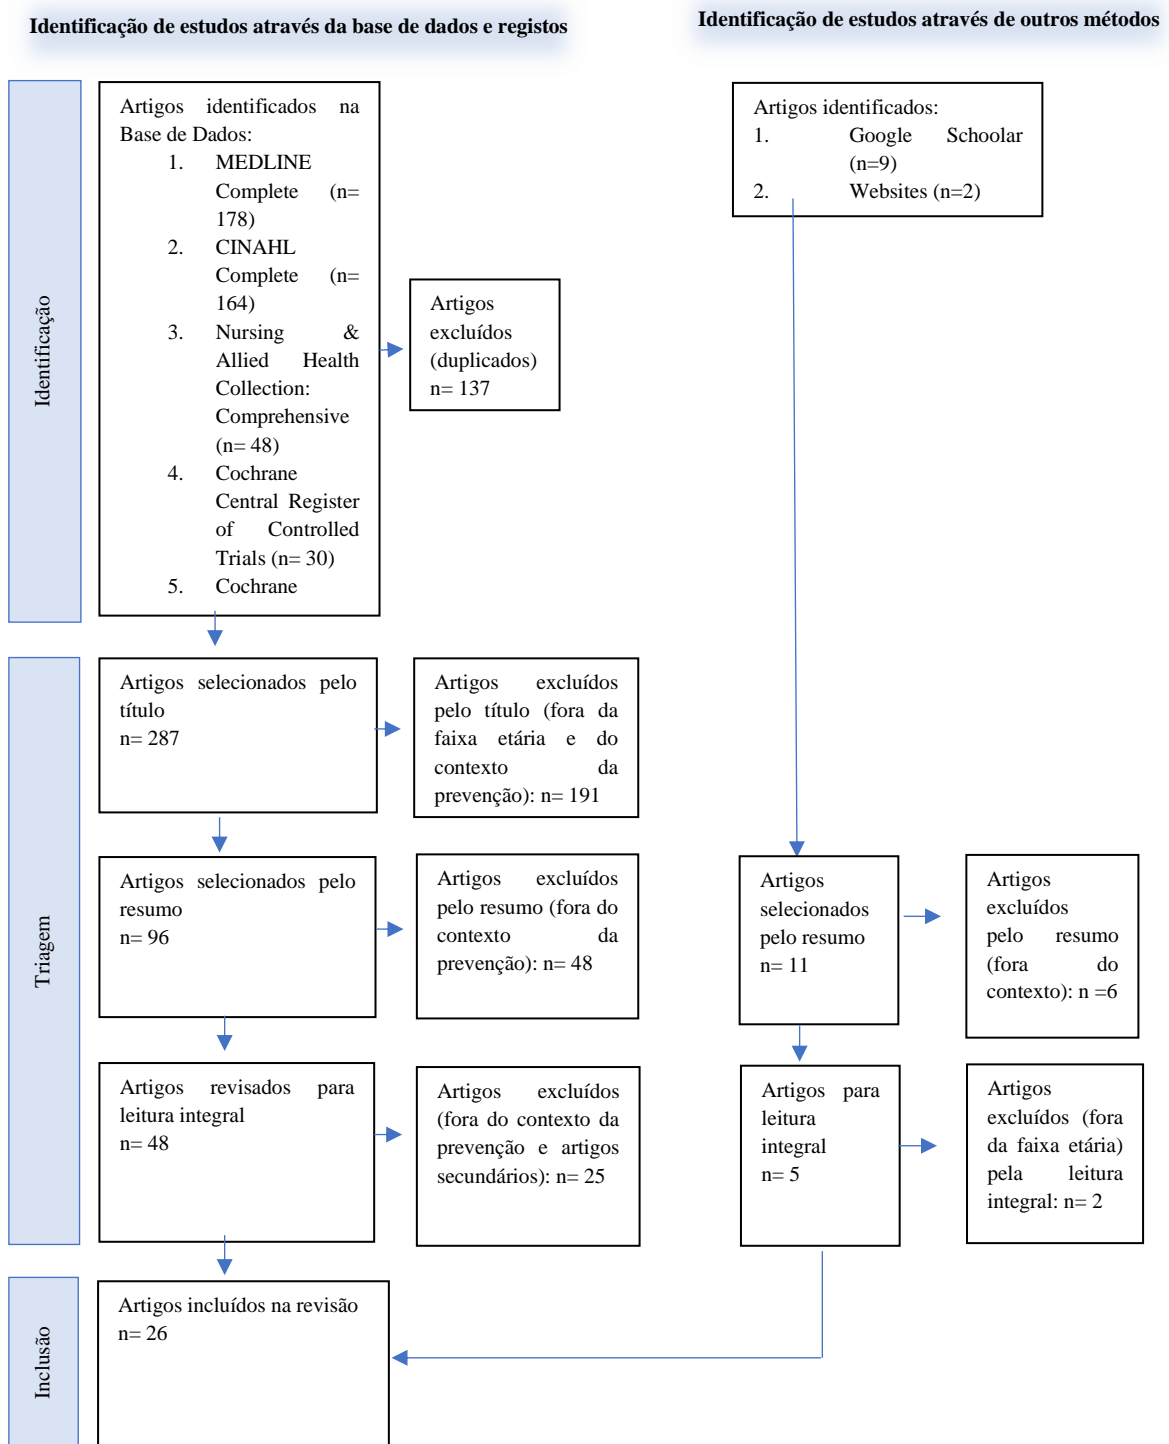 Identificação de estudos através da base de dados e registos
Identificação de estudos através de outros métodos
Identificação
Artigos identificados na
Base de Dados:
1. MEDLINE
Complete (n=
178)
2. CINAHL
Complete (n=
164)
3. Nursing &
Allied Health
Collection:
Comprehensive
(n= 48)
4. Cochrane
Central Register
of Controlled
Trials (n= 30)
5. Cochrane
Artigos
excluídos
(duplicados)
n= 137
Artigos identificados:
1. Google Schoolar
(n=9)
2. Websites (n=2)
Triagem
Artigos selecionados pelo
título
n= 287
Artigos excluídos
pelo título (fora da
faixa etária e do
contexto da
prevenção): n= 191
Artigos selecionados pelo
resumo
n= 96
Artigos excluídos
pelo resumo (fora do
contexto da
prevenção): n= 48
Artigos
selecionados
pelo resumo
n= 11
Artigos
excluídos
pelo resumo
(fora do
contexto): n =6
Artigos revisados para
leitura integral
n= 48
Artigos excluídos
(fora do contexto da
prevenção e artigos
secundários): n= 25
Artigos para
leitura
integral
n= 5
Artigos
excluídos (fora
da faixa etária)
pela leitura
integral: n= 2
Inclusão
Artigos incluídos na revisão
n= 26